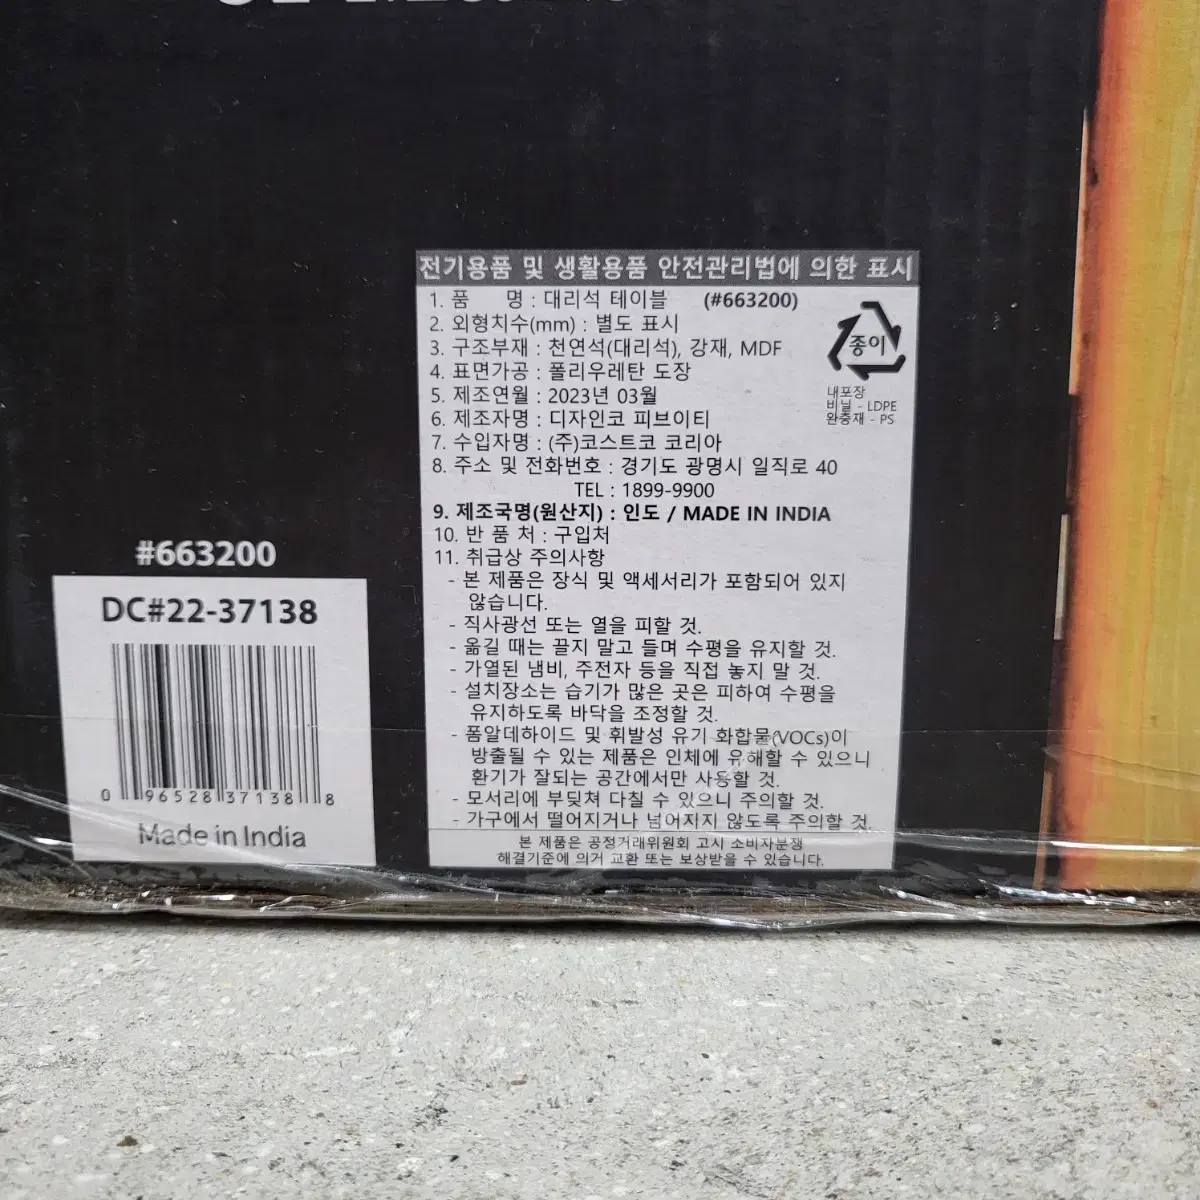 전기용품 및 생활용품 안전관리법에 의한 표시
1. 품 명 : 대리석 테이블 (#663200)
2. 외형치수(mm) : 별도 표시
3. 구조부재 : 천연석(대리석), 강재, MDF
4. 표면가공 : 폴리우레탄 도장
5. 제조연월 : 2023년 03월
6. 제조자명 : 디자인코 피브이티
7. 수입자명 : (주)코스트코 코리아
8. 주소 및 전화번호 : 경기도 광명시 일직로 40
TEL : 1899-9900
9. 제조국명(원산지) : 인도 / MADE IN INDIA
10. 반 품 처 : 구입처
11. 취급상 주의사항
- 본 제품은 장식 및 액세서리가 포함되어 있지
않습니다.
- 직사광선 또는 열을 피할 것.
- 옮길 때는 끌지 말고 들며 수평을 유지할 것.
- 가열된 냄비, 주전자 등을 직접 놓지 말 것.
- 설치장소는 습기가 많은 곳은 피하여 수평을
유지하도록 바닥을 조정할 것.
- 폼알데하이드 및 휘발성 유기 화합물(VOCs)이
방출될 수 있는 제품은 인체에 유해할 수 있으니
환기가 잘되는 공간에서만 사용할 것.
- 모서리에 부딪쳐 다칠 수 있으니 주의할 것.
- 가구에서 떨어지거나 넘어지지 않도록 주의할 것.
본 제품은 공정거래위원회 고시 소비자분쟁
해결기준에 의거 교환 또는 보상받을 수 있습니다.
종이
내포장
비닐 - LDPE
완충재 - PS
#663200
DC#22-37138
0 96528 37138 8
Made in India